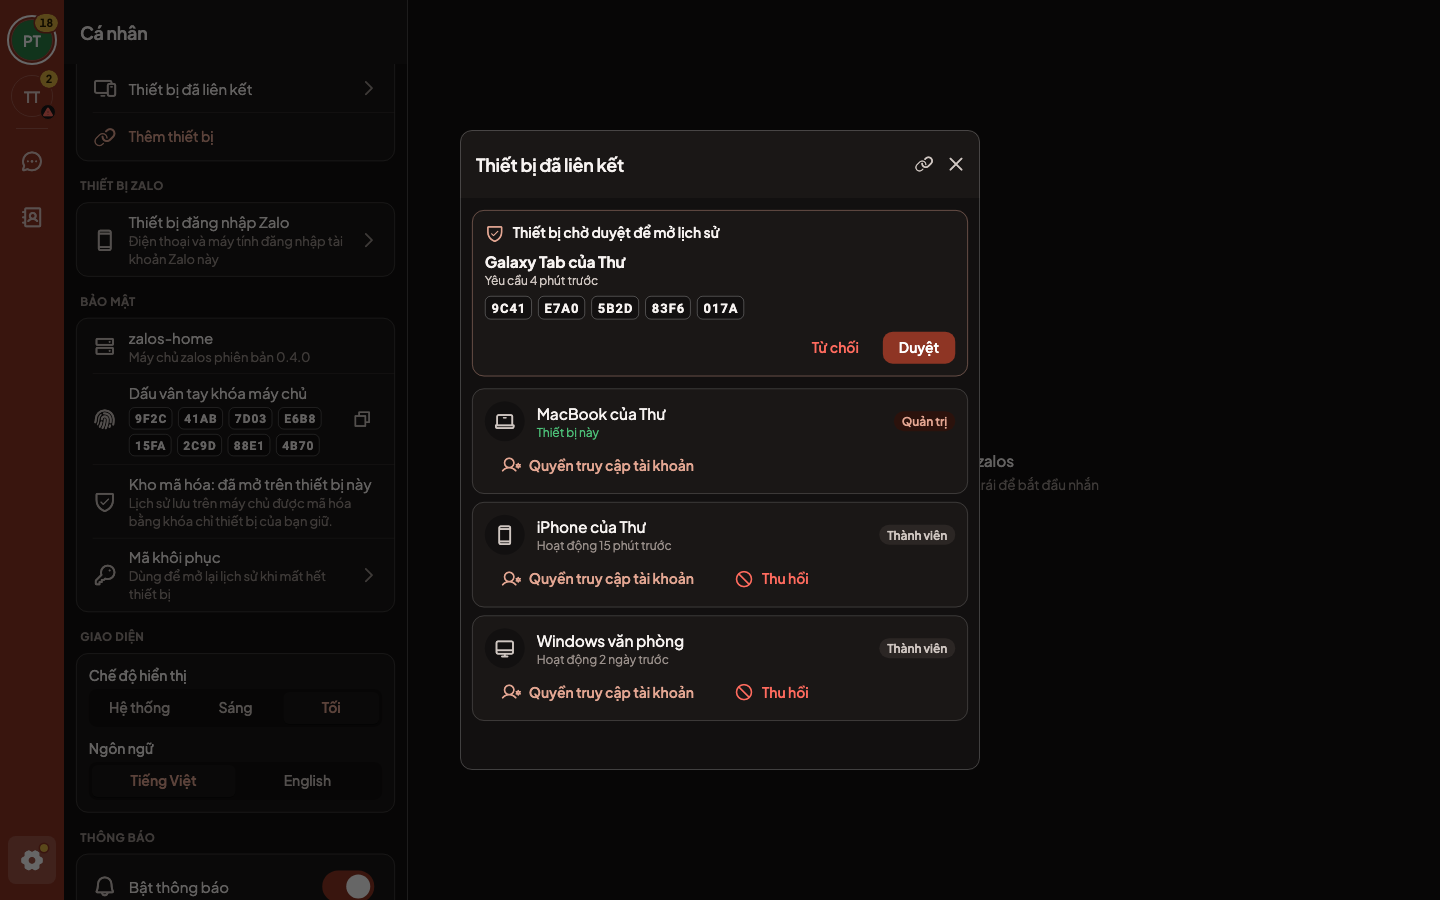 18
PT
2
TT
Cá nhân
Thiết bị đã liên kết
Thêm thiết bị
THIẾT BỊ ZALO
Thiết bị đăng nhập Zalo
Điện thoại và máy tính đăng nhập tài
khoản Zalo này
BẢO MẬT
zalos-home
Máy chủ zalos phiên bản 0.4.0
Dấu vân tay khóa máy chủ
9F2C 41AB 7D03 E6B8
15FA 2C9D 88E1 4B70
Kho mã hóa: đã mở trên thiết bị này
Lịch sử lưu trên máy chủ được mã hóa
bằng khóa chỉ thiết bị của bạn giữ.
Mã khôi phục
Dùng để mở lại lịch sử khi mất hết
thiết bị
GIAO DIỆN
Chế độ hiển thị
Hệ thống Sáng Tối
Ngôn ngữ
Tiếng Việt English
THÔNG BÁO
Bật thông báo
Thiết bị đã liên kết
Thiết bị chờ duyệt để mở lịch sử
Galaxy Tab của Thư
Yêu cầu 4 phút trước
9C41 E7A0 5B2D 83F6 017A
Từ chối Duyệt
MacBook của Thư
Thiết bị này
Quản trị
Quyền truy cập tài khoản
iPhone của Thư
Hoạt động 15 phút trước
Thành viên
Quyền truy cập tài khoản Thu hồi
Windows văn phòng
Hoạt động 2 ngày trước
Thành viên
Quyền truy cập tài khoản Thu hồi
zalos
rái để bắt đầu nhắn